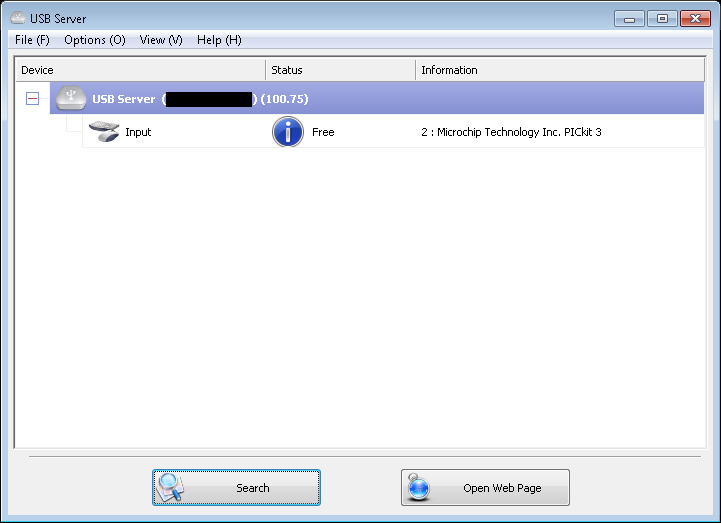 USB Server
File (F) Options (O) View (V) Help (H)
Device Status Information
USB Server ( ) (100.75)
Input Free 2 : Microchip Technology Inc. PICkit 3
Search Open Web Page